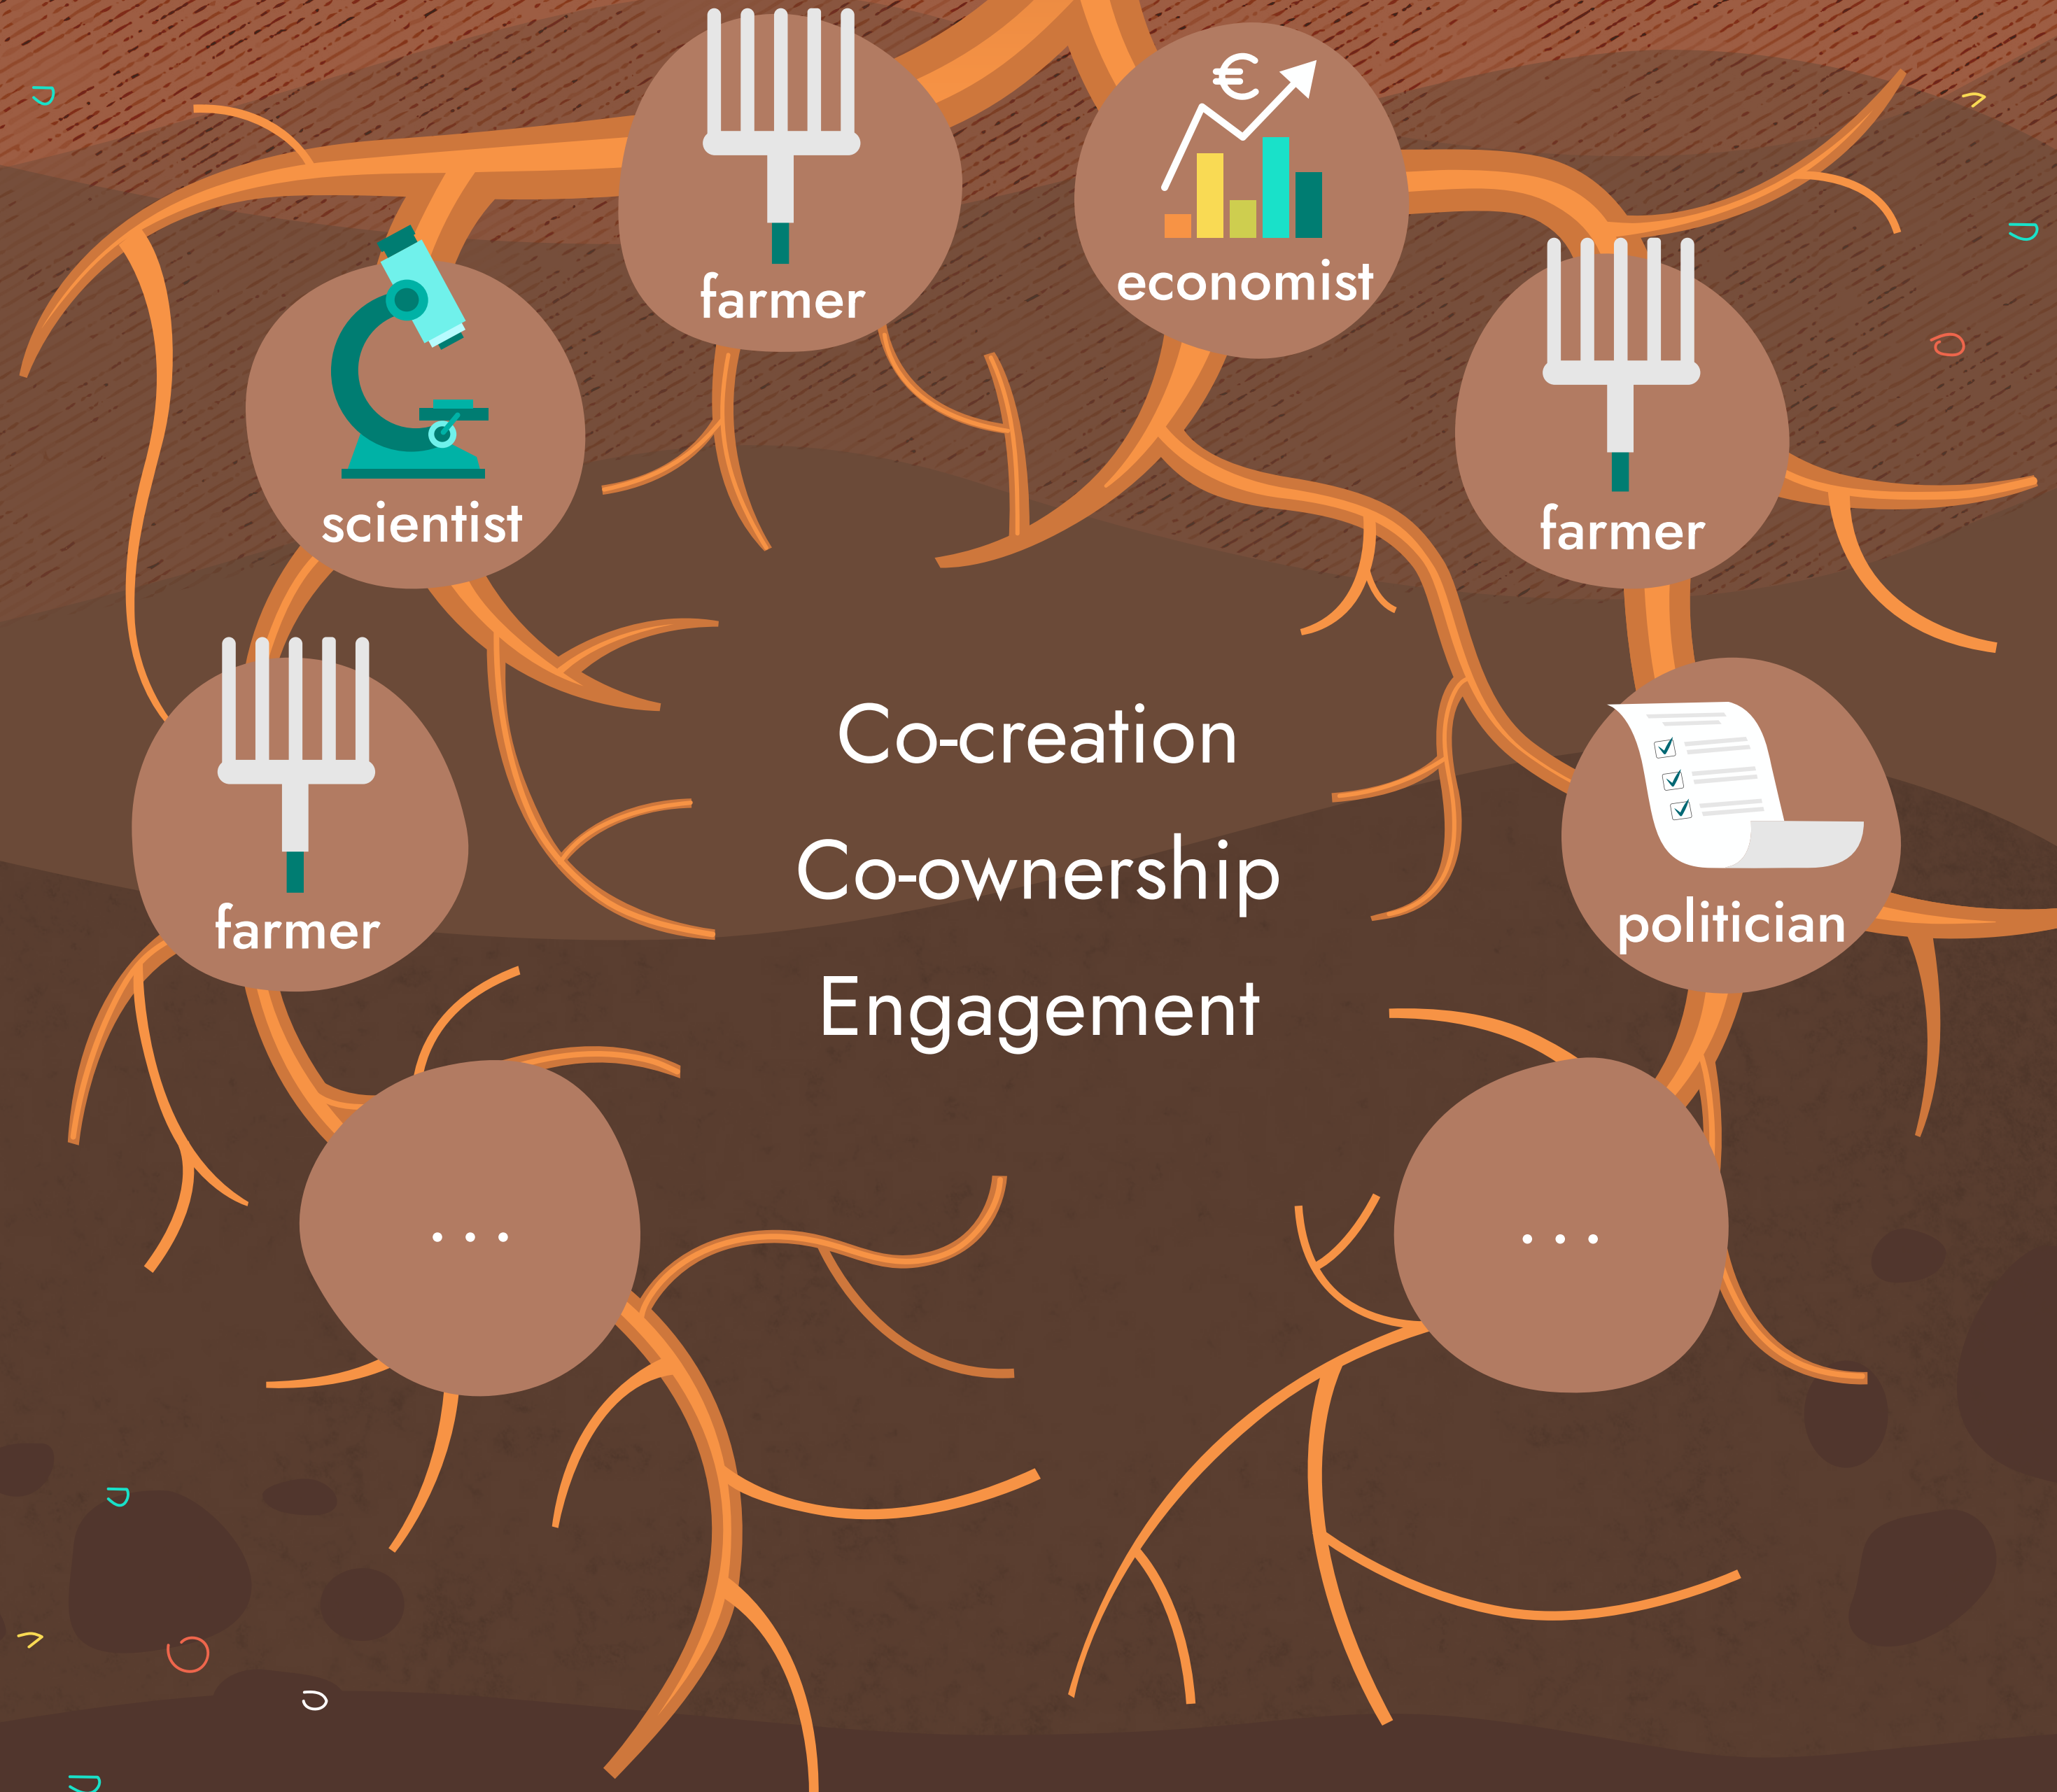 €
farmer
economist
scientist
farmer
Co-creation
Co-ownership
Engagement
farmer
politician
...
...